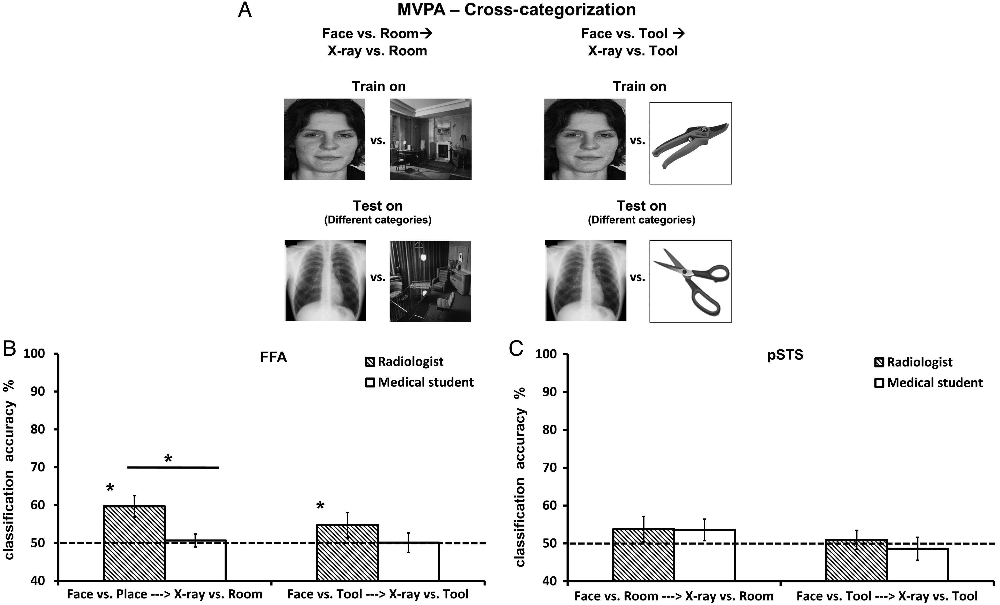 A
MVPA – Cross-categorization
Face vs. Room→
X-ray vs. Room
Face vs. Tool →
X-ray vs. Tool
Train on
Train on
vs.
vs.
Test on
(Different categories)
Test on
(Different categories)
vs.
vs.
B
FFA
Radiologist
Medical student
classification accuracy %
100
90
80
70
60
50
40
*
*
*
Face vs. Place ---> X-ray vs. Room
Face vs. Tool ---> X-ray vs. Tool
C
pSTS
Radiologist
Medical student
classification accuracy %
100
90
80
70
60
50
40
Face vs. Room ---> X-ray vs. Room
Face vs. Tool ---> X-ray vs. Tool